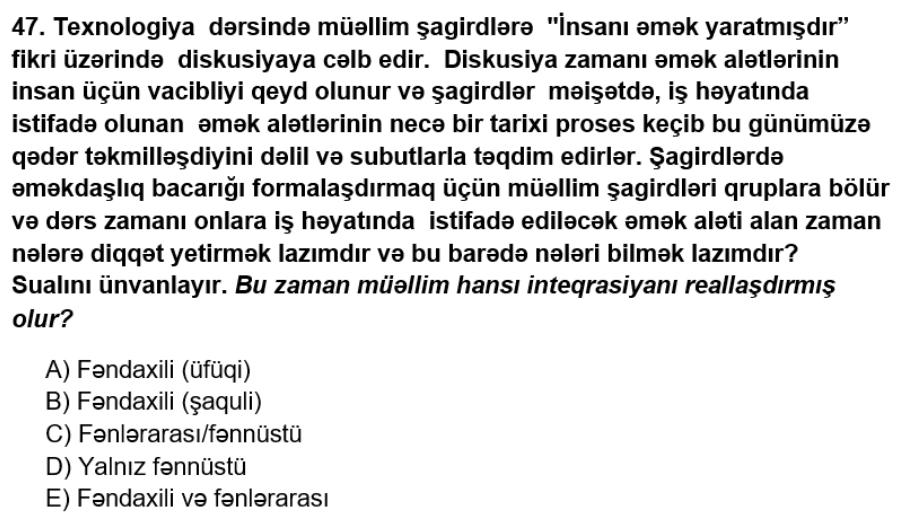 47. Texnologiya dərsində müəllim şagirdlərə "İnsanı əmək yaratmışdır”
fikri üzərində diskusiyaya cəlb edir. Diskusiya zamanı əmək alətlərinin
insan üçün vacibliyi qeyd olunur və şagirdlər məişətdə, iş həyatında
istifadə olunan əmək alətlərinin necə bir tarixi proses keçib bu günümüzə
qədər təkmilləşdiyini dəlil və subutlarla təqdim edirlər. Şagirdlərdə
əməkdaşlıq bacarığı formalaşdırmaq üçün müəllim şagirdləri qruplara bölür
və dərs zamanı onlara iş həyatında istifadə ediləcək əmək aləti alan zaman
nələrə diqqət yetirmək lazımdır və bu barədə nələri bilmək lazımdır?
Sualını ünvanlayır. Bu zaman müəllim hansı inteqrasiyanı reallaşdırmış
olur?
A) Fəndaxili (üfüqi)
B) Fəndaxili (şaquli)
C) Fənlərarası/fənnüstü
D) Yalnız fənnüstü
E) Fəndaxili və fənlərarası